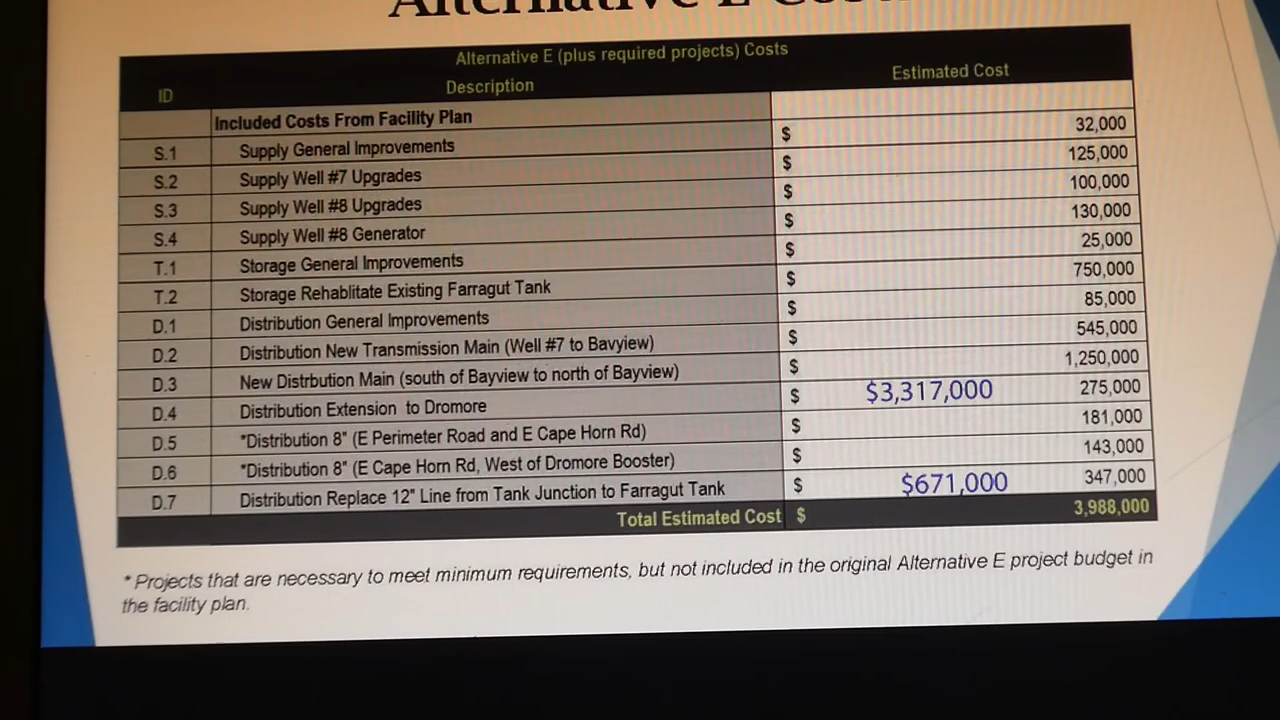 Alternative E Costs
Alternative E (plus required projects) Costs
ID Description Estimated Cost
Included Costs From Facility Plan
S.1 Supply General Improvements $ 32,000
S.2 Supply Well #7 Upgrades $ 125,000
S.3 Supply Well #8 Upgrades $ 100,000
S.4 Supply Well #8 Generator $ 130,000
T.1 Storage General Improvements $ 25,000
T.2 Storage Rehablitate Existing Farragut Tank $ 750,000
D.1 Distribution General Improvements $ 85,000
D.2 Distribution New Transmission Main (Well #7 to Bavyiew) $ 545,000
D.3 New Distrbution Main (south of Bayview to north of Bayview) $ 1,250,000
D.4 Distribution Extension to Dromore $ $3,317,000 275,000
D.5 *Distribution 8" (E Perimeter Road and E Cape Horn Rd) $ 181,000
D.6 *Distribution 8" (E Cape Horn Rd, West of Dromore Booster) $ 143,000
D.7 Distribution Replace 12" Line from Tank Junction to Farragut Tank $ $671,000 347,000
Total Estimated Cost $ 3,988,000
* Projects that are necessary to meet minimum requirements, but not included in the original Alternative E project budget in
the facility plan.